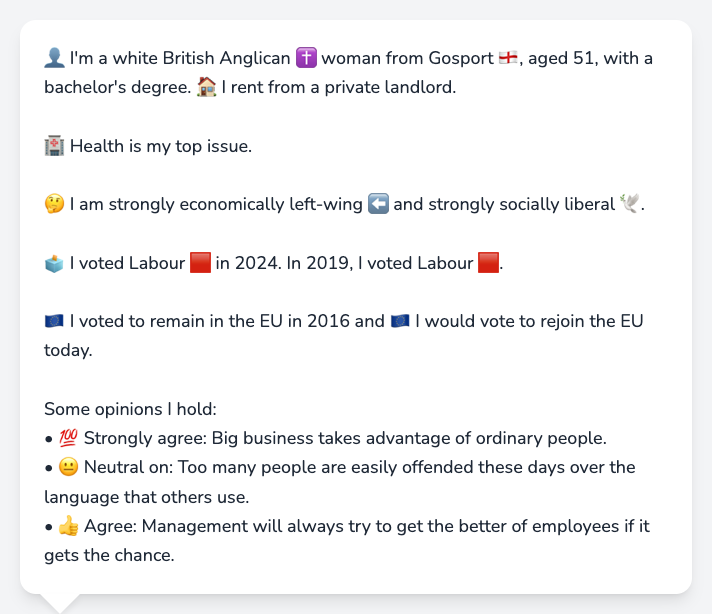 👤 I'm a white British Anglican ✝️ woman from Gosport 🏴󠁧󠁢󠁥󠁮󠁧󠁿, aged 51, with a
bachelor's degree. 🏠 I rent from a private landlord.
🏥 Health is my top issue.
🤔 I am strongly economically left-wing ⬅️ and strongly socially liberal 🕊️.
🗳️ I voted Labour 🟥 in 2024. In 2019, I voted Labour 🟥.
🇪🇺 I voted to remain in the EU in 2016 and 🇪🇺 I would vote to rejoin the EU
today.
Some opinions I hold:
• 💯 Strongly agree: Big business takes advantage of ordinary people.
• 😐 Neutral on: Too many people are easily offended these days over the
language that others use.
• 👍 Agree: Management will always try to get the better of employees if it
gets the chance.